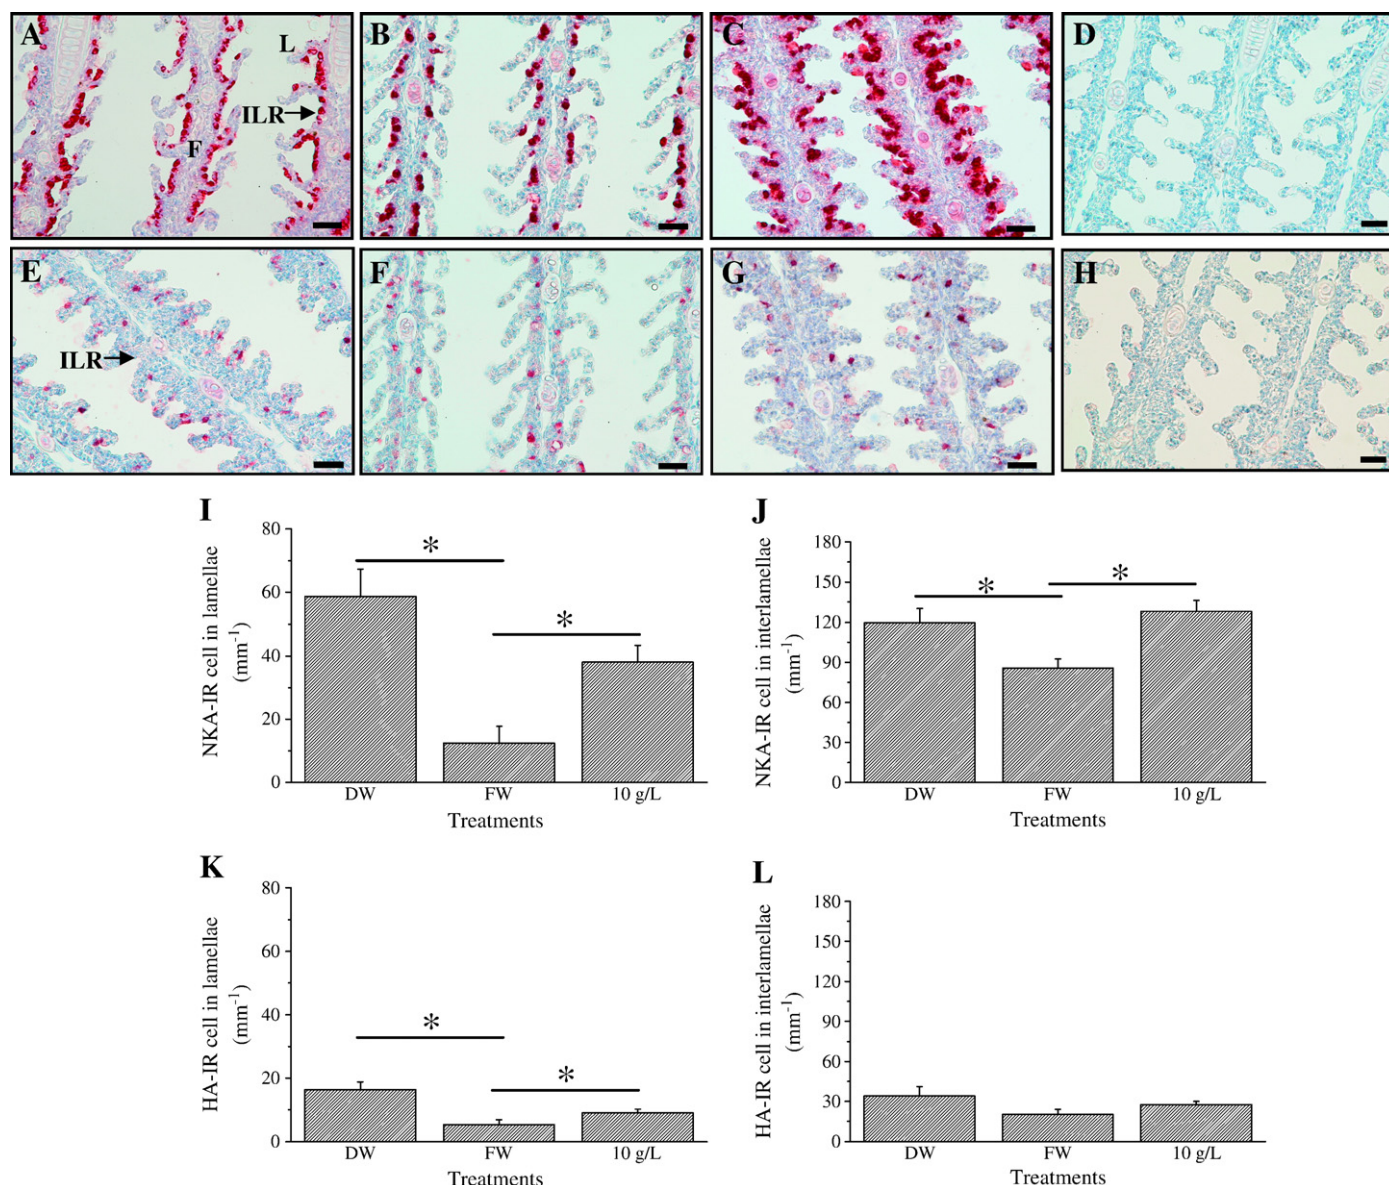 A
B
C
D
L
ILR
F
E
F
G
H
ILR
I
NKA-IR cell in lamellae
(mm⁻¹)
80
60
40
20
0
*
*
DW FW 10 g/L
Treatments
J
NKA-IR cell in interlamellae
(mm⁻¹)
180
150
120
90
60
30
0
*
*
DW FW 10 g/L
Treatments
K
HA-IR cell in lamellae
(mm⁻¹)
80
60
40
20
0
*
*
DW FW 10 g/L
Treatments
L
HA-IR cell in interlamellae
(mm⁻¹)
180
150
120
90
60
30
0
DW FW 10 g/L
Treatments